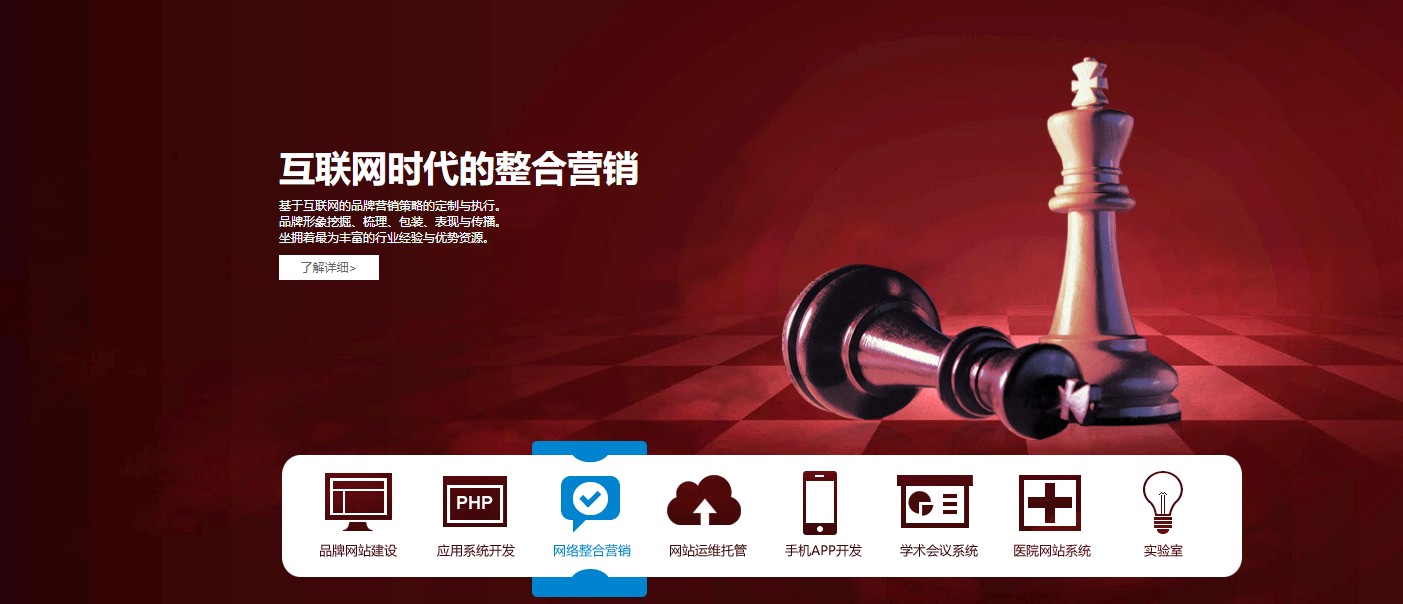 互联网时代的整合营销
基于互联网的品牌营销策略的定制与执行。
品牌形象挖掘、梳理、包装、表现与传播。
坐拥着最为丰富的行业经验与优势资源。
了解详细>
PHP
品牌网站建设
应用系统开发
网络整合营销
网站运维托管
手机APP开发
学术会议系统
医院网站系统
实验室